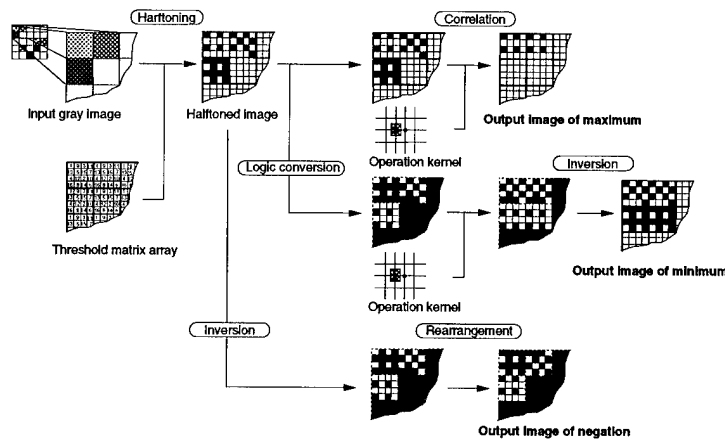 Harftoning
Correlation
Input gray image
Halftoned image
Output image of maximum
Operation kernel
Logic conversion
Inversion
Threshold matrix array
Output image of minimum
Operation kernel
Inversion
Rearrangement
Output image of negation